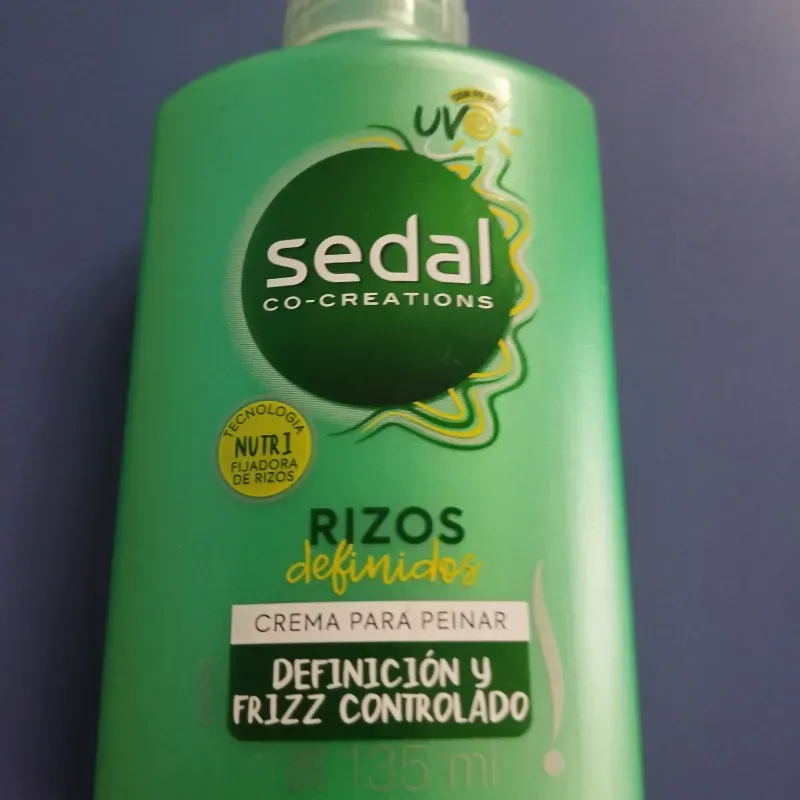 UV
sedal
CO-CREATIONS
TECNOLOGIA
NUTRI
FIJADORA
DE RIZOS
RIZOS
definidos
CREMA PARA PEINAR
DEFINICIÓN Y
FRIZZ CONTROLADO
135 ml